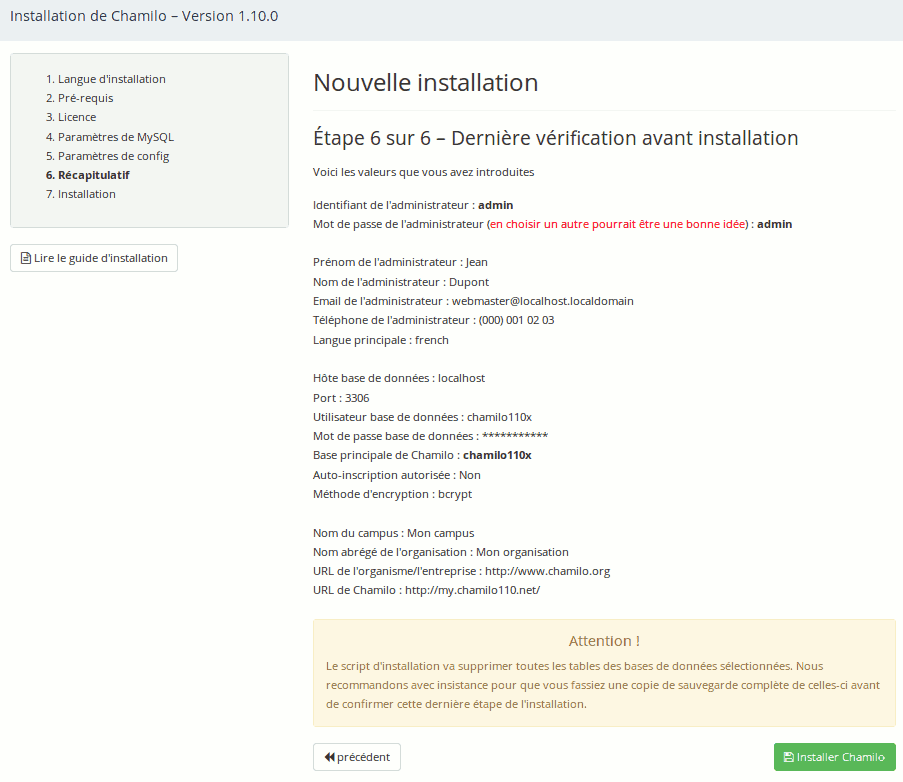 Installation de Chamilo – Version 1.10.0
1. Langue d'installation
2. Pré-requis
3. Licence
4. Paramètres de MySQL
5. Paramètres de config
6. Récapitulatif
7. Installation
Lire le guide d'installation
Nouvelle installation
Étape 6 sur 6 – Dernière vérification avant installation
Voici les valeurs que vous avez introduites
Identifiant de l'administrateur : admin
Mot de passe de l'administrateur (en choisir un autre pourrait être une bonne idée) : admin
Prénom de l'administrateur : Jean
Nom de l'administrateur : Dupont
Email de l'administrateur : webmaster@localhost.localdomain
Téléphone de l'administrateur : (000) 001 02 03
Langue principale : french
Hôte base de données : localhost
Port : 3306
Utilisateur base de données : chamilo110x
Mot de passe base de données : ***********
Base principale de Chamilo : chamilo110x
Auto-inscription autorisée : Non
Méthode d'encryption : bcrypt
Nom du campus : Mon campus
Nom abrégé de l'organisation : Mon organisation
URL de l'organisme/l'entreprise : http://www.chamilo.org
URL de Chamilo : http://my.chamilo110.net/
Attention !
Le script d'installation va supprimer toutes les tables des bases de données sélectionnées. Nous
recommandons avec insistance pour que vous fassiez une copie de sauvegarde complète de celles-ci avant
de confirmer cette dernière étape de l'installation.
précédent
Installer Chamilo